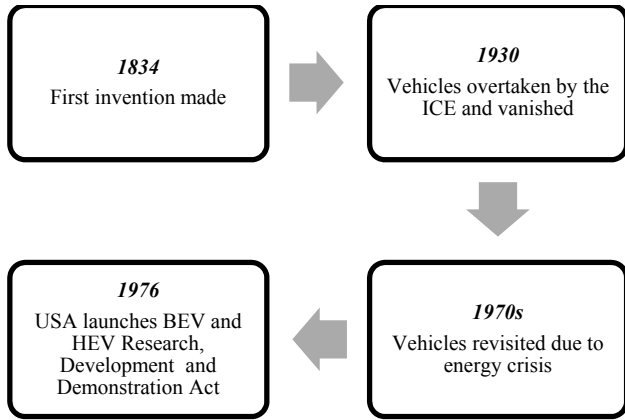 1834
First invention made
1930
Vehicles overtaken by the
ICE and vanished
1970s
Vehicles revisited due to
energy crisis
1976
USA launches BEV and
HEV Research,
Development and
Demonstration Act